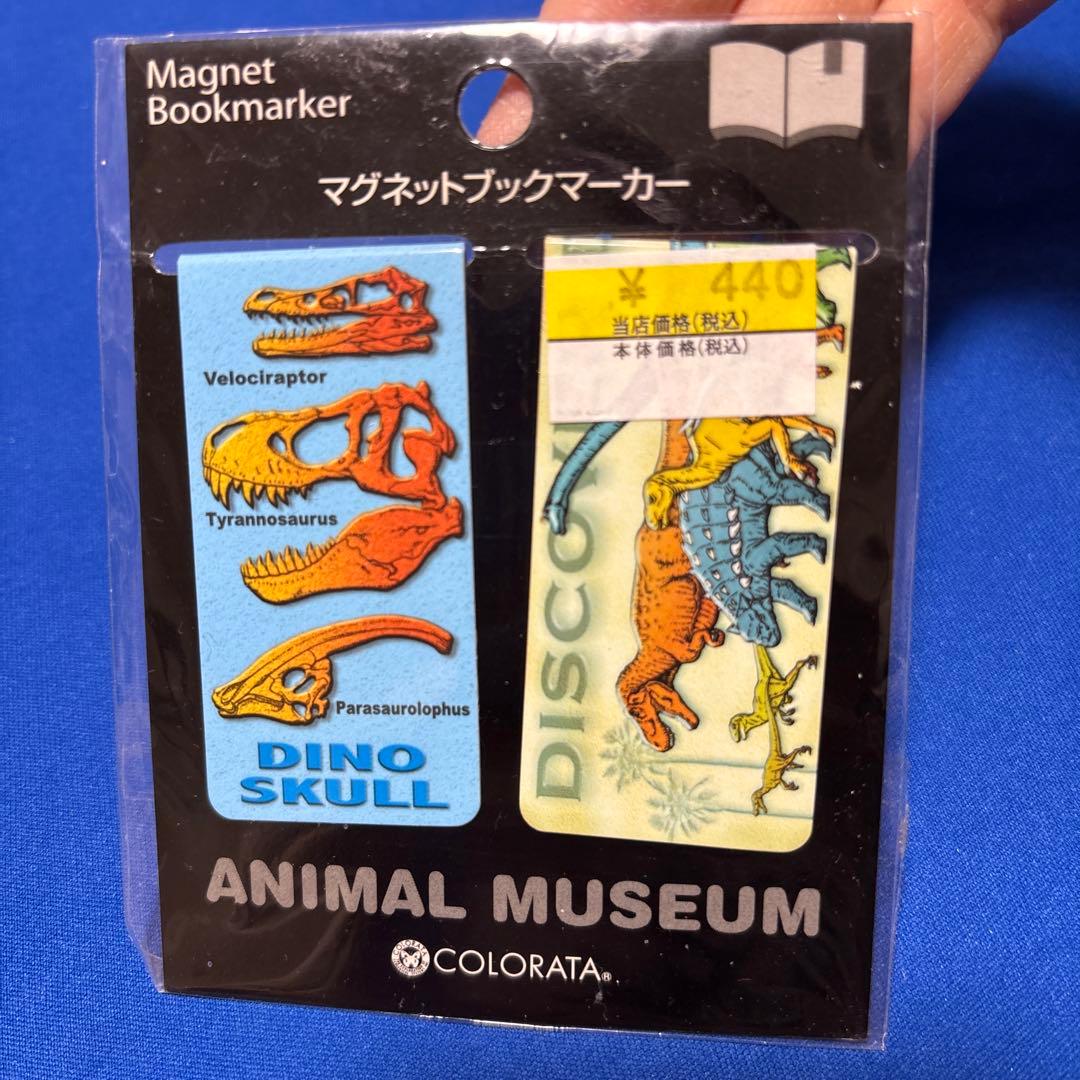 Magnet
Bookmarker
マグネットブックマーカー
Velociraptor
Tyrannosaurus
Parasaurolophus
DINO
SKULL
¥ 440
当店価格(税込)
本体価格(税込)
DISCO
ANIMAL MUSEUM
COLORATA®